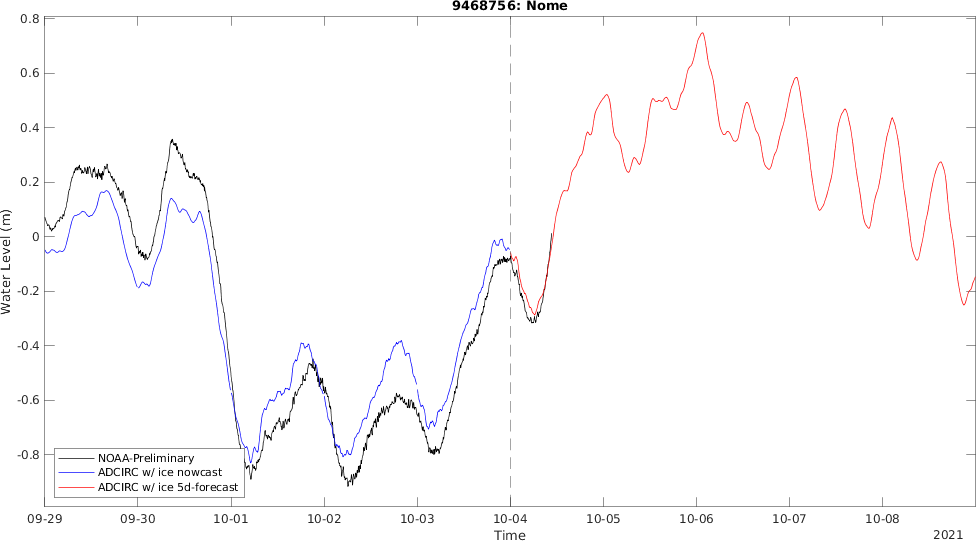 9468756: Nome
0.8
0.6
0.4
0.2
0
-0.2
-0.4
-0.6
-0.8
Water Level (m)
NOAA-Preliminary
ADCIRC w/ ice nowcast
ADCIRC w/ ice 5d-forecast
09-29 09-30 10-01 10-02 10-03 10-04 10-05 10-06 10-07 10-08
Time
2021